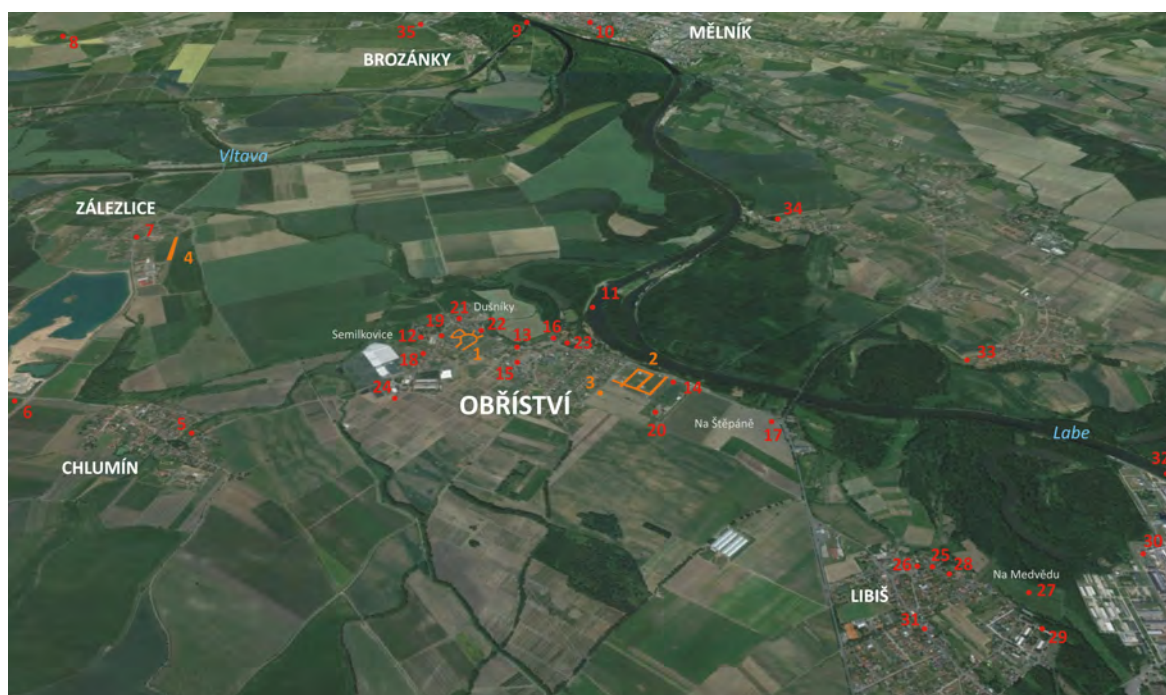 35
9
10
MĚLNÍK
8
BROZÁNKY
Vltava
ZÁLEZLICE
7
4
34
11
21
Dušníky
Semilkovice
12
19
22
13
16
23
1
18
15
33
24
3
2
14
OBŘÍSTVÍ
20
Na Štěpáně
17
6
5
CHLUMÍN
Labe
32
30
26
25
28
Na Medvědu
27
LIBIŠ
31
29